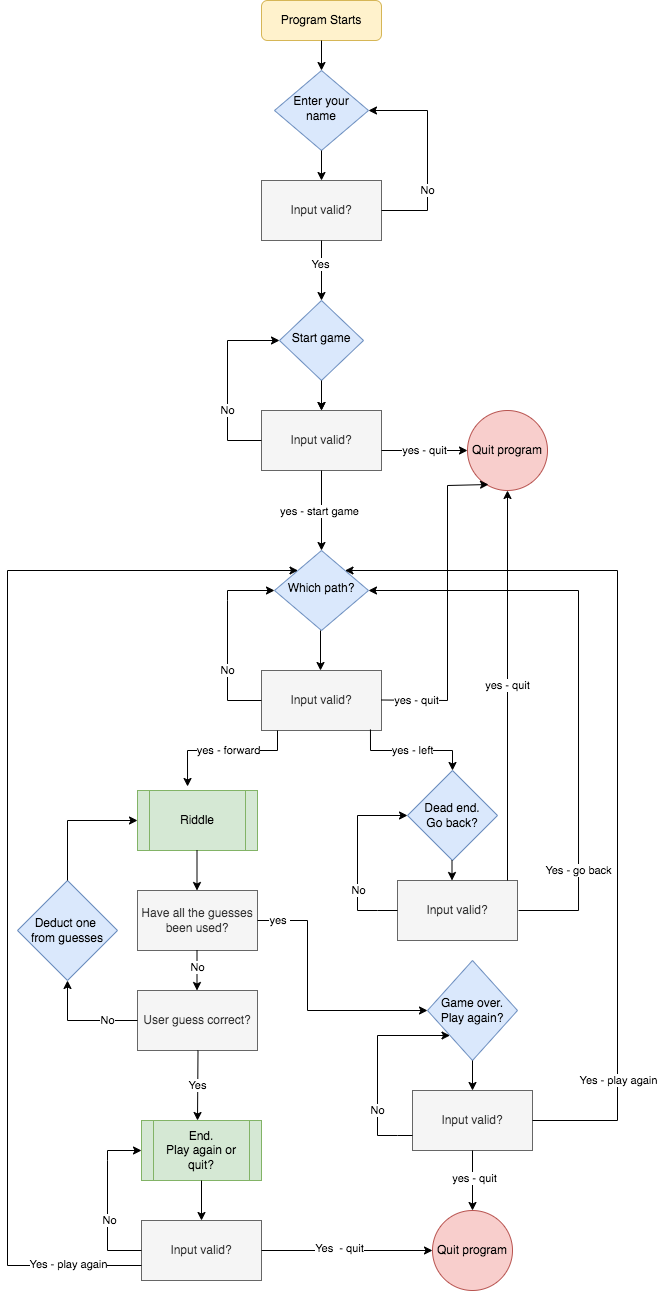 Program Starts
Enter your
name
No
Input valid?
Yes
Start game
No
Input valid?
yes - quit
Quit program
yes - start game
Which path?
No
yes - quit
Input valid?
yes - quit
yes - forward
yes - left
Riddle
Dead end.
Go back?
Yes - go back
No
Input valid?
Have all the guesses
been used?
yes
Deduct one
from guesses
No
Game over.
Play again?
No
User guess correct?
Yes
Yes - play again
No
Input valid?
End.
Play again or
quit?
yes - quit
No
Input valid?
Yes - quit
Quit program
Yes - play again